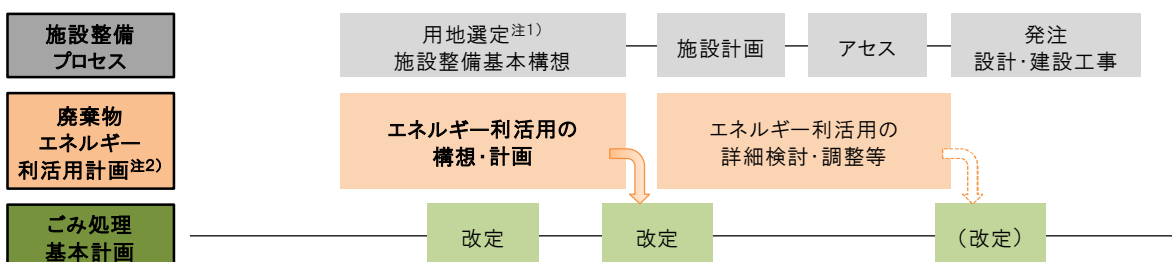 施設整備
プロセス
用地選定注1)
施設整備基本構想
施設計画
アセス
発注
設計・建設工事
廃棄物
エネルギー
利活用計画注2)
エネルギー利活用の
構想・計画
エネルギー利活用の
詳細検討・調整等
ごみ処理
基本計画
改定
改定
（改定）